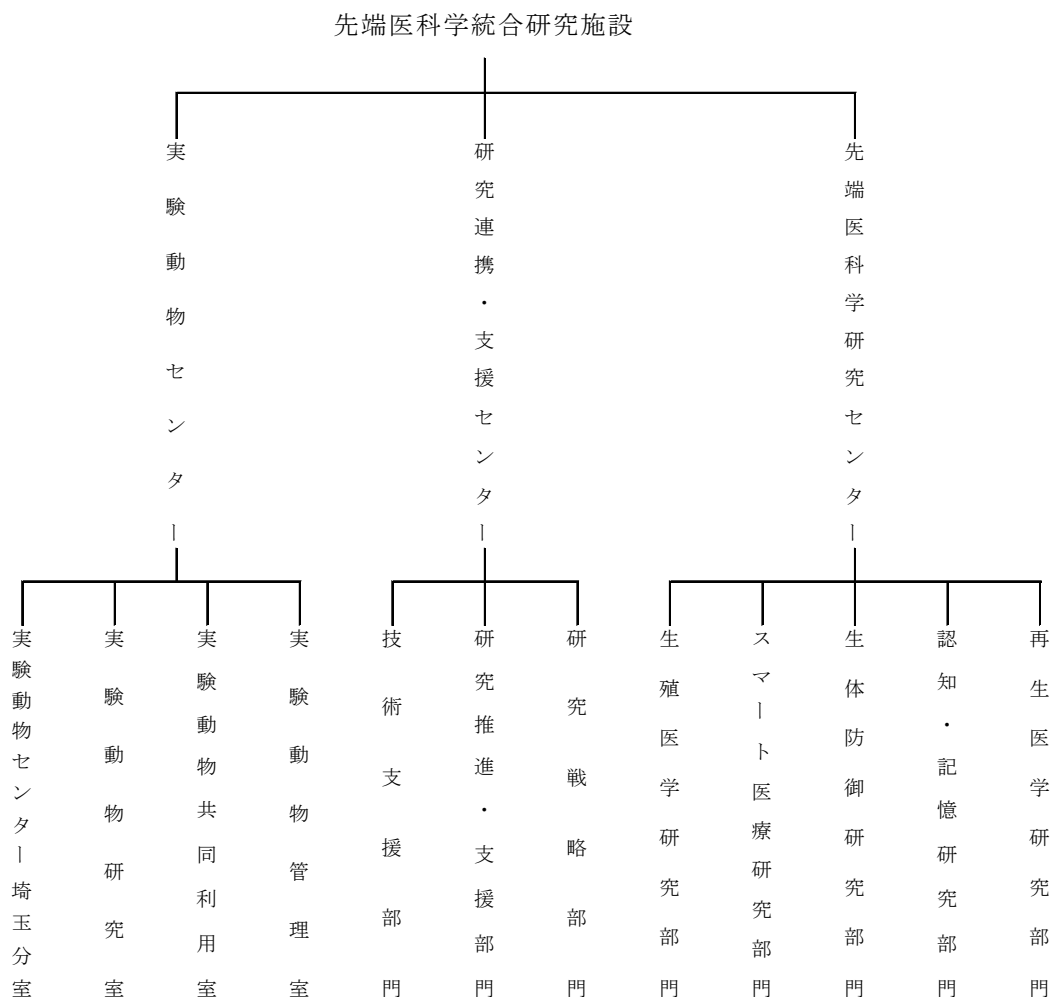 先端医科学統合研究施設
先端医科学研究センター
研究連携・支援センター
実験動物センター
再生医学研究部門
認知・記憶研究部門
生体防御研究部門
スマート医療研究部門
生殖医学研究部門
研究戦略部門
研究推進・支援部門
技術支援部門
実験動物管理室
実験動物共同利用室
実験動物研究室
実験動物センター埼玉分室